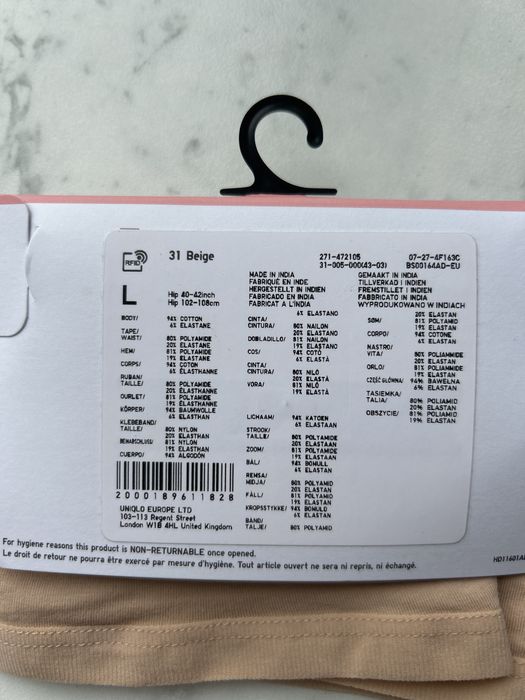 RFID
31 Beige
271-472105
07-27-4F163C
31-005-000(43-03)
BS00164AD-EU
L
Hip 40-42inch
Hip 102-108cm
MADE IN INDIA
FABRIQUÉ EN INDE
HERGESTELLT IN INDIEN
FABRICADO EN INDIA
FABRICAT A L'ÍNDIA
GEMAAKT IN INDIA
TILLVERKAD I INDIEN
FREMSTILLET I INDIEN
FABBRICATO IN INDIA
WYPRODUKOWANO W INDIACH
BODY/ 94% COTTON
6% ELASTANE
TAPE/
WAIST/ 80% POLYAMIDE
20% ELASTANE
HEM/ 81% POLYAMIDE
19% ELASTANE
CORPS/ 94% COTON
6% ÉLASTHANNE
RUBAN/
TAILLE/ 80% POLYAMIDE
20% ÉLASTHANNE
OURLET/ 81% POLYAMIDE
19% ÉLASTHANNE
KÖRPER/ 94% BAUMWOLLE
6% ELASTHAN
KLEBEBAND/
TAILLE/ 80% NYLON
20% ELASTHAN
81% NYLON
19% ELASTHAN
CUERPO/ 94% ALGODÓN
6% ELASTANO
CINTA/
CINTURA/ 80% NAILON
20% ELASTANO
DOBLADILLO/ 81% NAILON
19% ELASTANO
COS/ 94% COTÓ
6% ELASTÀ
CINTA/
CINTURA/ 80% NILÓ
20% ELASTÀ
VORA/ 81% NILÓ
19% ELASTÀ
LICHAAM/ 94% KATOEN
6% ELASTAAN
STROOK/
TAILLE/ 80% POLYAMIDE
20% ELASTAAN
ZOOM/ 81% POLYAMIDE
19% ELASTAAN
BÅL/ 94% BOMULL
6% ELASTAN
REMSA/
MIDJA/ 80% POLYAMID
20% ELASTAN
FÅLL/ 81% POLYAMID
19% ELASTAN
KROPSSTYKKE/ 94% BOMULD
6% ELASTAN
BÅND/
TALJE/ 80% POLYAMID
20% ELASTAN
SØM/ 81% POLYAMID
19% ELASTAN
CORPO/ 94% COTONE
6% ELASTAN
NASTRO/
VITA/ 80% POLIAMMIDE
20% ELASTAN
ORLO/ 81% POLIAMMIDE
19% ELASTAN
CZĘŚĆ GŁÓWNA/ 94% BAWEŁNA
6% ELASTAN
TASIEMKA/
TALIA/ 80% POLIAMID
20% ELASTAN
OBSZYCIE/ 81% POLIAMID
19% ELASTAN
2000189611828
UNIQLO EUROPE LTD
103-113 Regent Street
London W1B 4HL United Kingdom
For hygiene reasons this product is NON-RETURNABLE once opened.
Le droit de retour ne pourra être exercé par mesure d'hygiène. Tout article ouvert ne sera ni repris, ni échangé.